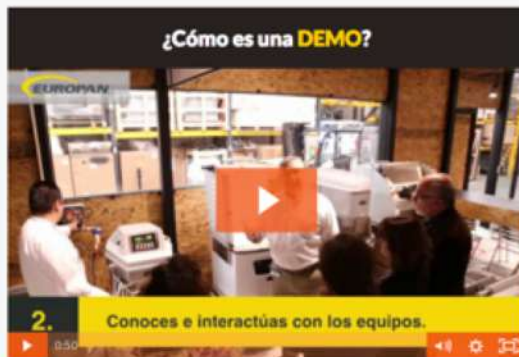 ¿Cómo es una DEMO?
EUROPAN
2. Conoces e interactúas con los equipos.
0:50